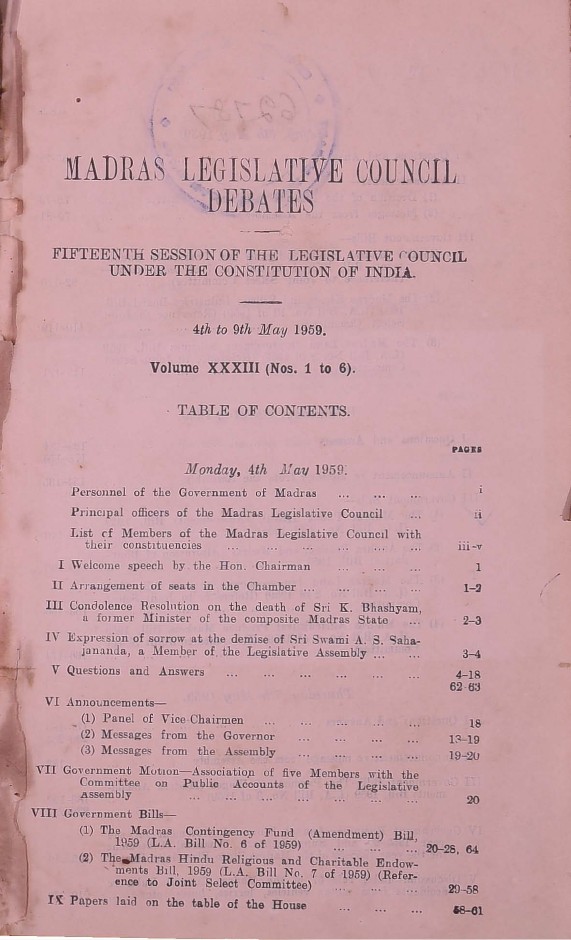 MADRAS LEGISLATIVE COUNCIL
DEBATES
FIFTEENTH SESSION OF THE LEGISLATIVE COUNCIL
UNDER THE CONSTITUTION OF INDIA.
4th to 9th May 1959.
Volume XXXIII (Nos. 1 to 6).
TABLE OF CONTENTS.
PAGES
Monday, 4th May 1959.
Personnel of the Government of Madras ... ... ... i
Principal officers of the Madras Legislative Council ... ii
List of Members of the Madras Legislative Council with
their constituencies ... ... ... ... ... ... iii-v
I Welcome speech by the Hon. Chairman ... ... ... 1
II Arrangement of seats in the Chamber ... ... ... ... 1-2
III Condolence Resolution on the death of Sri K. Bhashyam,
a former Minister of the composite Madras State ... 2-3
IV Expression of sorrow at the demise of Sri Swami A. S. Saha-
jananda, a Member of the Legislative Assembly ... ... 3-4
V Questions and Answers ... ... ... ... ... ... 4-18
62-63
VI Announcements—
(1) Panel of Vice-Chairmen ... ... ... ... ... 18
(2) Messages from the Governor ... ... ... ... 13-19
(3) Messages from the Assembly ... ... ... ... 19-20
VII Government Motion—Association of five Members with the
Committee on Public Accounts of the Legislative
Assembly ... ... ... ... ... ... ... 20
VIII Government Bills—
(1) The Madras Contingency Fund (Amendment) Bill,
1959 (L.A. Bill No. 6 of 1959) ... ... ... 20-28, 64
(2) The Madras Hindu Religious and Charitable Endow-
ments Bill, 1959 (L.A. Bill No. 7 of 1959) (Refer-
ence to Joint Select Committee) ... ... ... 29-58
IX Papers laid on the table of the House ... ... ... 58-61